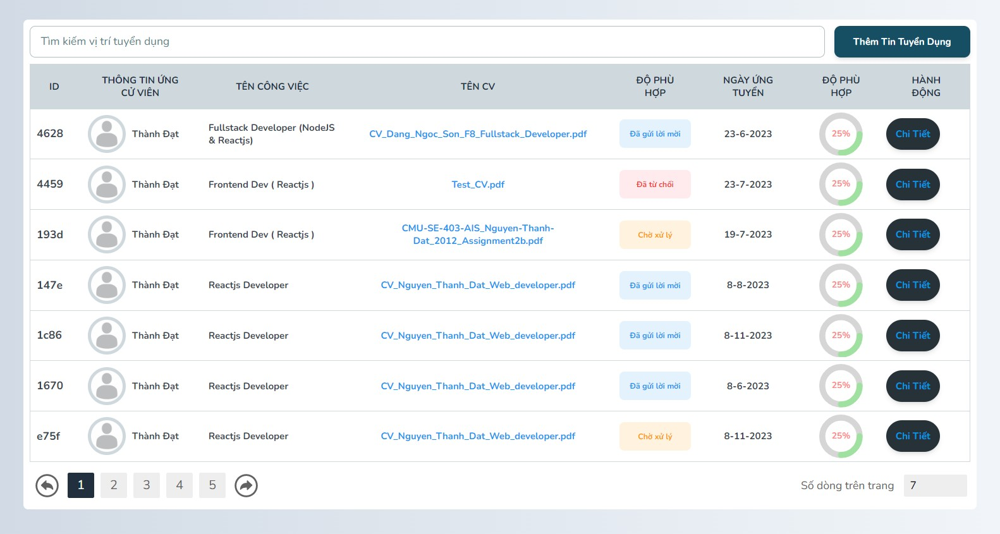 Tìm kiếm vị trí tuyển dụng
Thêm Tin Tuyển Dụng
ID
THÔNG TIN ỨNG
CỬ VIÊN
TÊN CÔNG VIỆC
TÊN CV
ĐỘ PHÙ
HỢP
NGÀY ỨNG
TUYỂN
ĐỘ PHÙ
HỢP
HÀNH
ĐỘNG
4628
Thành Đạt
Fullstack Developer (NodeJS
& Reactjs)
CV_Dang_Ngoc_Son_F8_Fullstack_Developer.pdf
Đã gửi lời mời
23-6-2023
25%
Chi Tiết
4459
Thành Đạt
Frontend Dev ( Reactjs )
Test_CV.pdf
Đã từ chối
23-7-2023
25%
Chi Tiết
193d
Thành Đạt
Frontend Dev ( Reactjs )
CMU-SE-403-AIS_Nguyen-Thanh-
Dat_2012_Assignment2b.pdf
Chờ xử lý
19-7-2023
25%
Chi Tiết
147e
Thành Đạt
Reactjs Developer
CV_Nguyen_Thanh_Dat_Web_developer.pdf
Đã gửi lời mời
8-8-2023
25%
Chi Tiết
1c86
Thành Đạt
Reactjs Developer
CV_Nguyen_Thanh_Dat_Web_developer.pdf
Đã gửi lời mời
8-11-2023
25%
Chi Tiết
1670
Thành Đạt
Reactjs Developer
CV_Nguyen_Thanh_Dat_Web_developer.pdf
Đã gửi lời mời
8-6-2023
25%
Chi Tiết
e75f
Thành Đạt
Reactjs Developer
CV_Nguyen_Thanh_Dat_Web_developer.pdf
Chờ xử lý
8-11-2023
25%
Chi Tiết
1 2 3 4 5
Số dòng trên trang 7